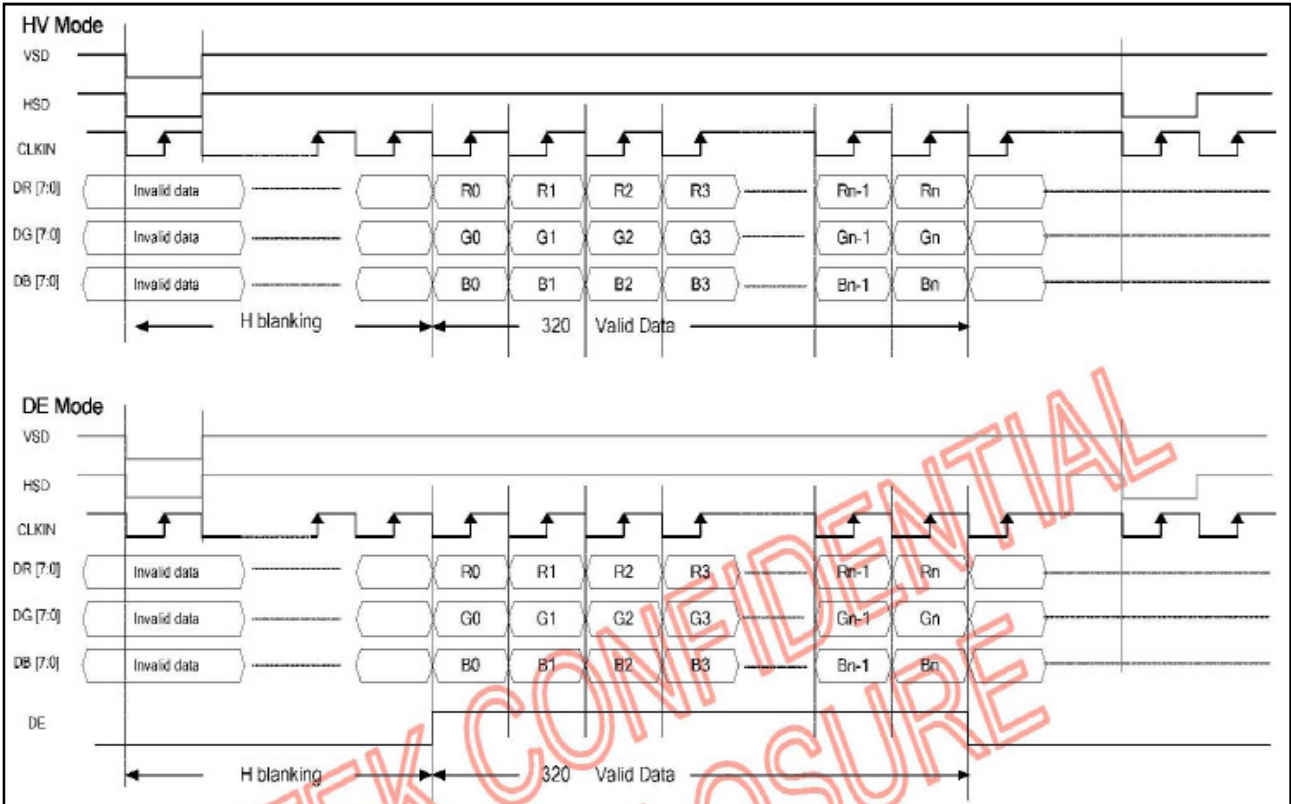 HV Mode
VSD
HSD
CLKIN
DR [7:0] Invalid data R0 R1 R2 R3 Rn-1 Rn
DG [7:0] Invalid data G0 G1 G2 G3 Gn-1 Gn
DB [7:0] Invalid data B0 B1 B2 B3 Bn-1 Bn
H blanking 320 Valid Data
DE Mode
VSD
HSD
CLKIN
DR [7:0] Invalid data R0 R1 R2 R3 Rn-1 Rn
DG [7:0] Invalid data G0 G1 G2 G3 Gn-1 Gn
DB [7:0] Invalid data B0 B1 B2 B3 Bn-1 Bn
DE
H blanking 320 Valid Data
CONFIDENTIAL